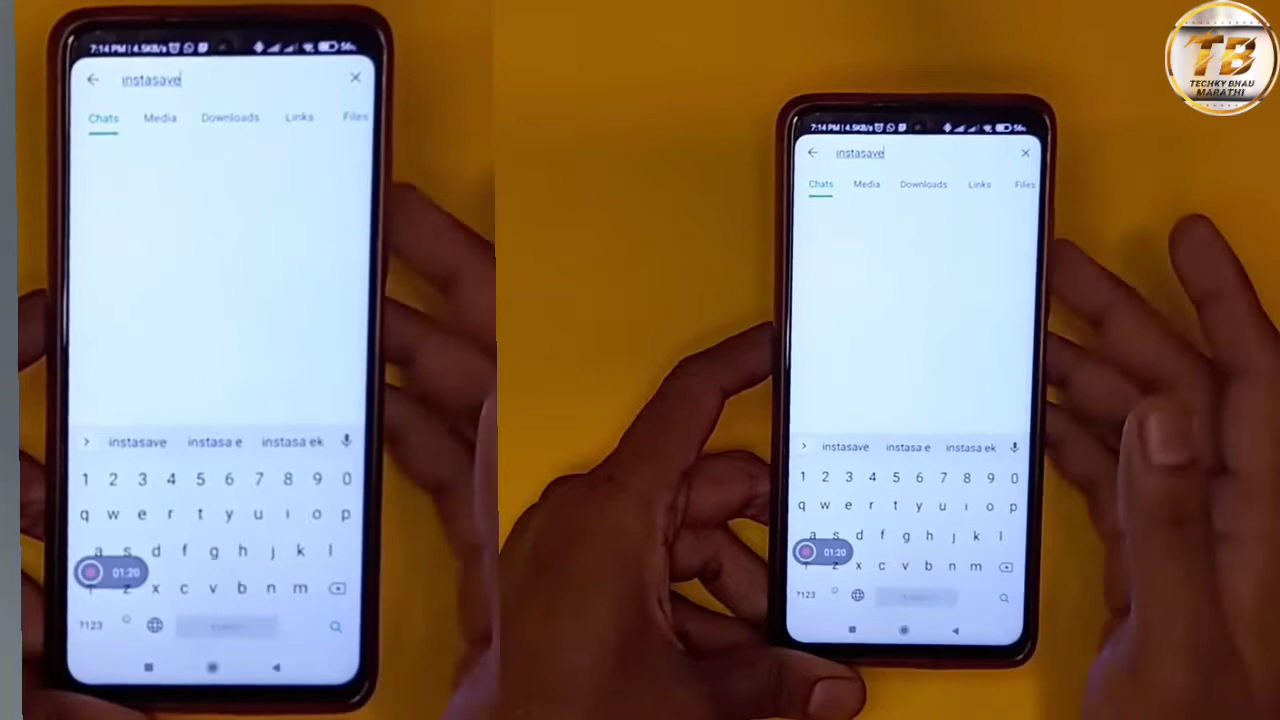 7:14 PM | 4.5KB/s 56%
instasave
Chats Media Downloads Links Files
instasave instasa e instasa ek
1 2 3 4 5 6 7 8 9 0
q w e r t y u i o p
a s d f g h j k l
01:20
z x c v b n m
?123
7:14 PM | 4.5KB/s 56%
instasave
Chats Media Downloads Links Files
instasave instasa e instasa ek
1 2 3 4 5 6 7 8 9 0
q w e r t y u i o p
a s d f g h j k l
01:20
z x c v b n m
?123
TB
TECHKY BHAU
MARATHI